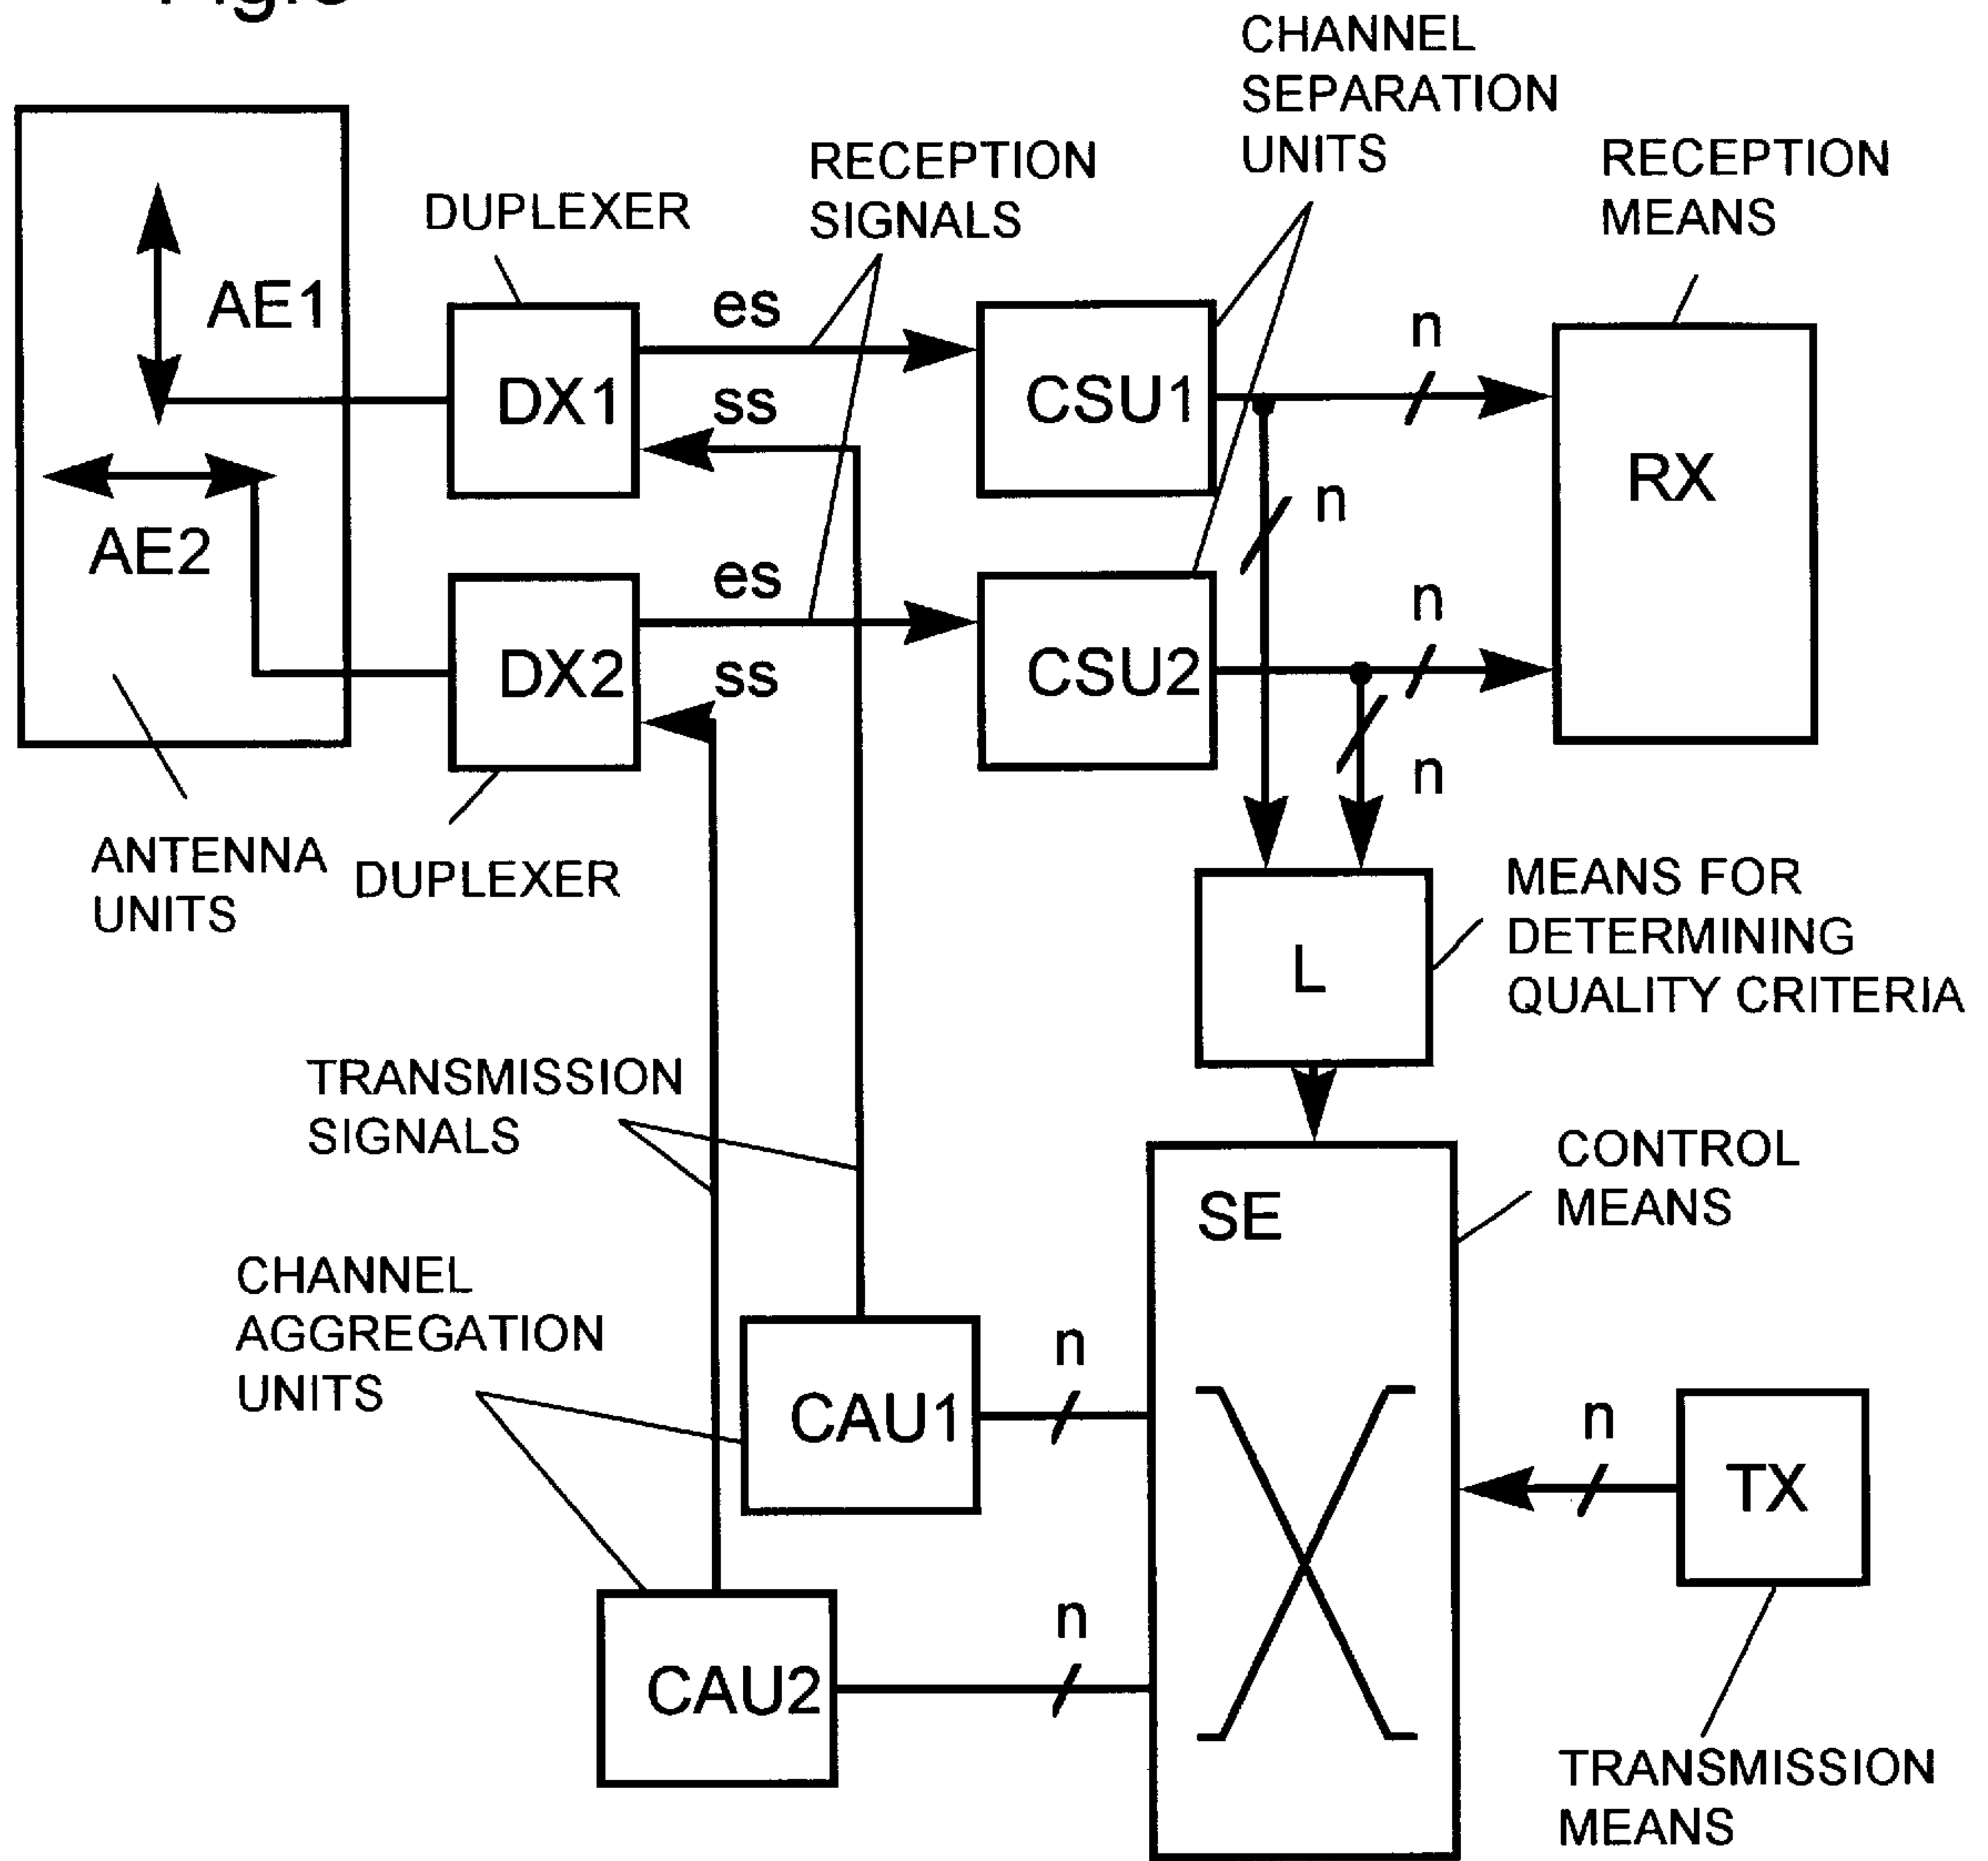 CHANNEL
SEPARATION
UNITS
RECEPTION
SIGNALS
RECEPTION
MEANS
DUPLEXER
AE1
es
n
DX1
ss
CSU1
RX
n
AE2
es
n
DX2
ss
CSU2
n
ANTENNA
UNITS
DUPLEXER
MEANS FOR
DETERMINING
QUALITY CRITERIA
L
TRANSMISSION
SIGNALS
CONTROL
MEANS
SE
CHANNEL
AGGREGATION
UNITS
n
CAU1
n
TX
n
CAU2
TRANSMISSION
MEANS